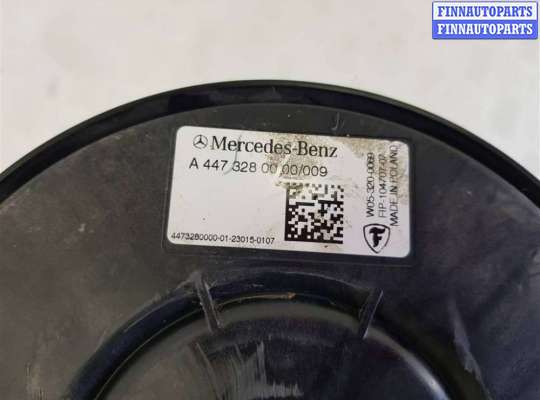 FINNAUTOPARTS
FINNAUTOPARTS
Mercedes-Benz
A 447 328 00 00/009
4473280000-01-23015-0107
W05-320-0069
FTP-104707-07
MADE IN POLAND
F